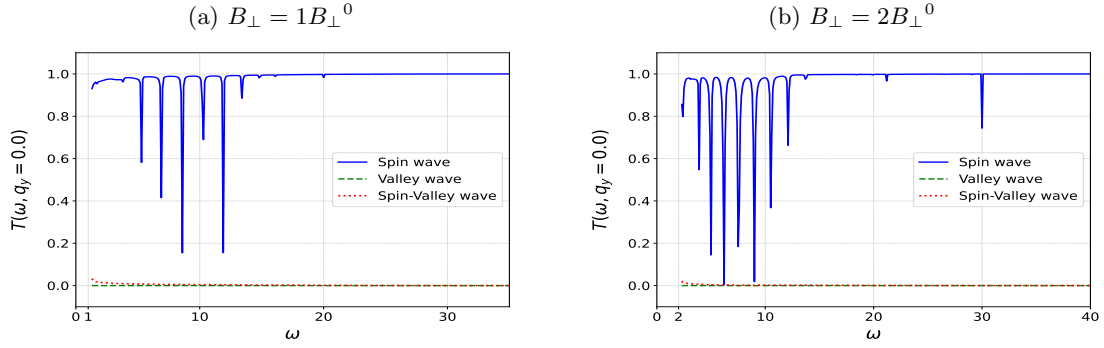 (a) B⊥ = 1B⊥⁰
1.0
0.8
0.6
0.4
0.2
0.0
T(ω, q_y = 0.0)
Spin wave
Valley wave
Spin-Valley wave
0 1 10 20 30
ω
(b) B⊥ = 2B⊥⁰
1.0
0.8
0.6
0.4
0.2
0.0
T(ω, q_y = 0.0)
Spin wave
Valley wave
Spin-Valley wave
0 2 10 20 30 40
ω